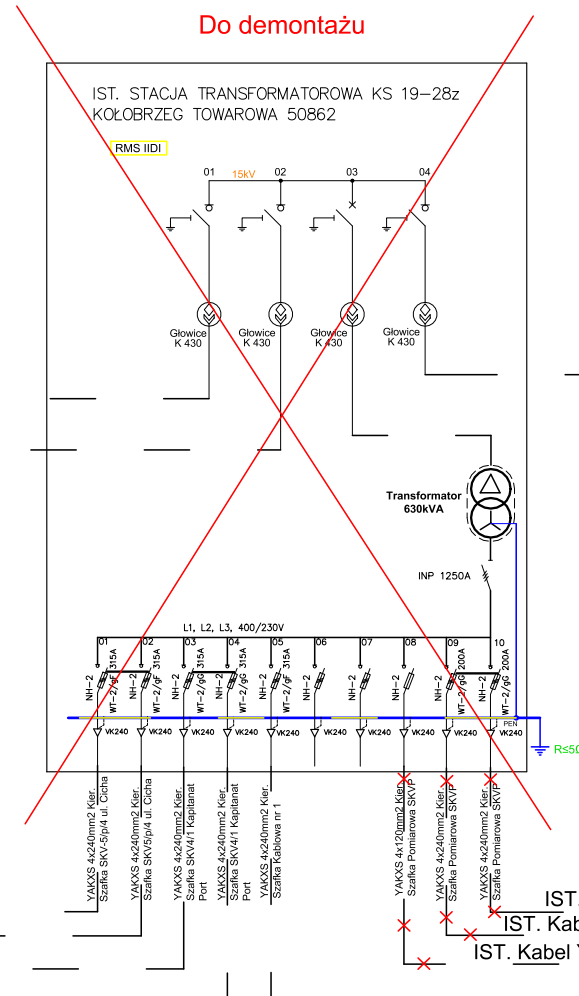 Do demontażu
IST. STACJA TRANSFORMATOROWA KS 19-28z
KOŁOBRZEG TOWAROWA 50862
RMS IIDI
01 15kV 02 03 04
Głowice
K 430
Głowice
K 430
Głowice
K 430
Głowice
K 430
Transformator
630kVA
INP 1250A
L1, L2, L3, 400/230V
01 02 03 04 05 06 07 08 09 10
NH-2
WT-2/gF 315A
NH-2
WT-2/gF 315A
NH-2
WT-2/gG 315A
NH-2
WT-2/gG 315A
NH-2
WT-2/gF 315A
NH-2
NH-2
NH-2
NH-2
WT-2/gG 200A
NH-2
WT-2/gG 200A
PEN
VK240 VK240 VK240 VK240 VK240 VK240 VK240 VK240 VK240 VK240
R≤5Ω
YAKXS 4x240mm2 Kier.
Szafka SKV-5/p/4 ul. Cicha
YAKXS 4x240mm2 Kier.
Szafka SKV5/p/4 ul. Cicha
YAKXS 4x240mm2 Kier.
Szafka SKV4/1 Kapitanat
Port
YAKXS 4x240mm2 Kier.
Szafka SKV4/1 Kapitanat
Port
YAKXS 4x240mm2 Kier.
Szafka Kablowa nr 1
YAKXS 4x120mm2 Kier.
Szafka Pomiarowa SKVP
YAKXS 4x240mm2 Kier.
Szafka Pomiarowa SKVP
YAKXS 4x240mm2 Kier.
Szafka Pomiarowa SKVP
IST.
IST. Kab
IST. Kabel Y